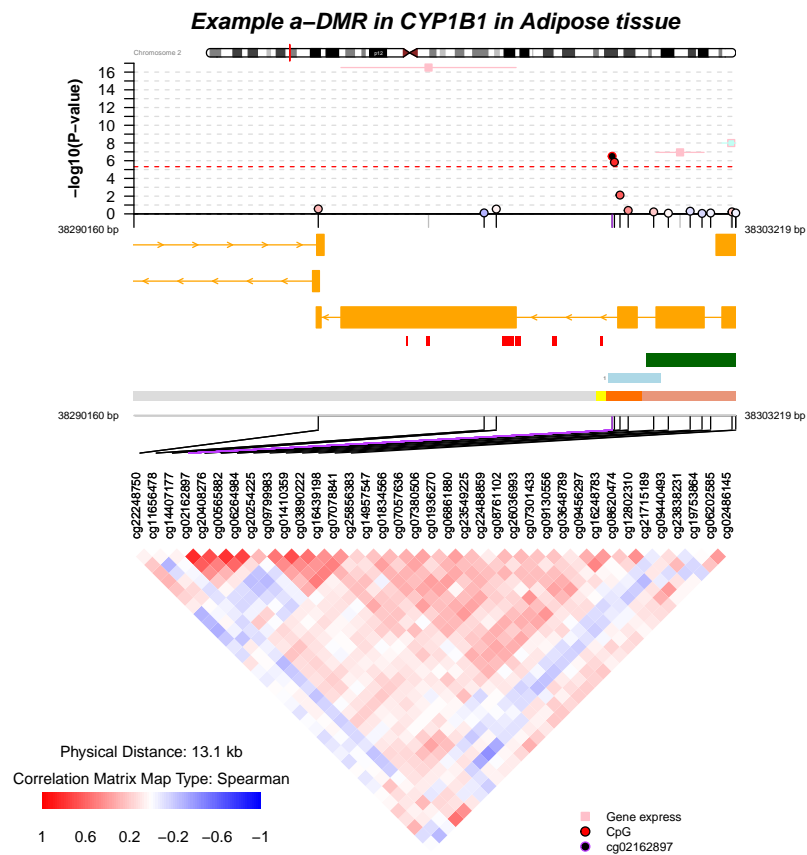 Example a−DMR in CYP1B1 in Adipose tissue
Chromosome 2
p12
−log10(P−value)
16
14
12
10
8
6
4
2
0
38290160 bp
38303219 bp
38290160 bp
38303219 bp
cg22248750
cg11656478
cg14407177
cg02162897
cg20408276
cg00565882
cg06264984
cg20254225
cg09799983
cg01410359
cg03890222
cg16439198
cg07078841
cg25856383
cg14957547
cg01834566
cg07057636
cg07380506
cg01936270
cg06861880
cg23549225
cg22488859
cg08761102
cg26036993
cg07301433
cg09130556
cg03648789
cg09456297
cg16248783
cg08620474
cg12802310
cg21715189
cg09440493
cg23838231
cg19753864
cg06202585
cg02486145
Physical Distance: 13.1 kb
Correlation Matrix Map Type: Spearman
1 0.6 0.2 −0.2 −0.6 −1
Gene express
CpG
cg02162897